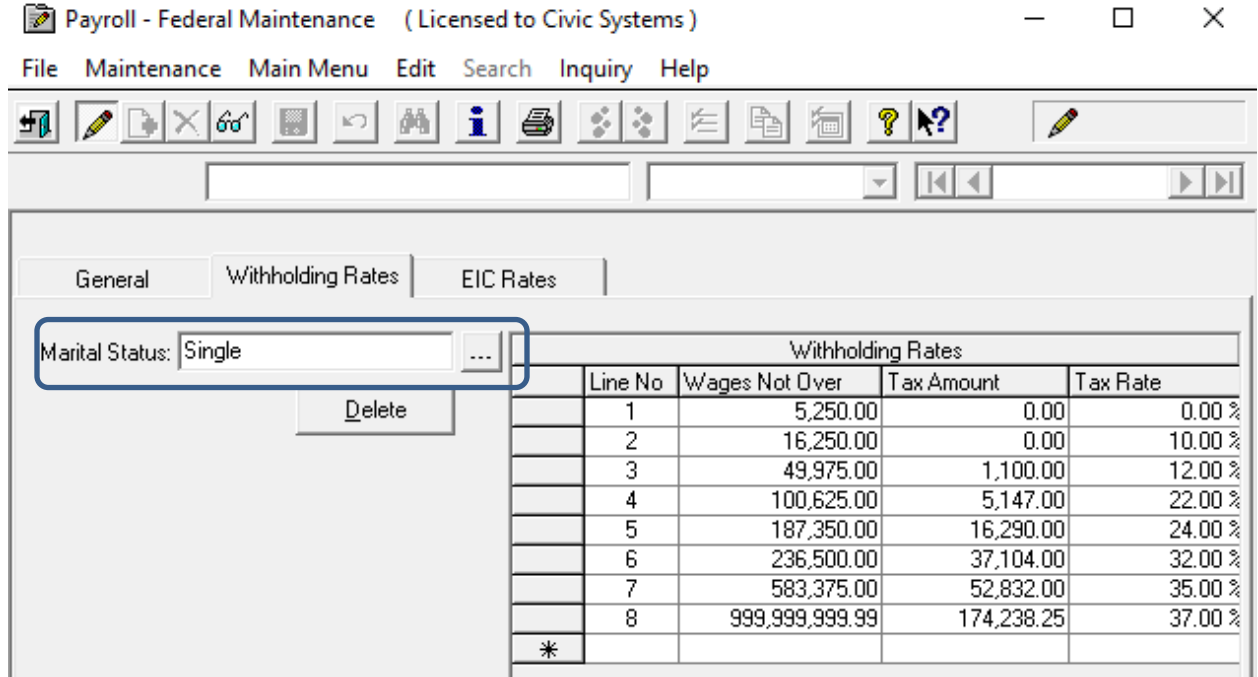 Payroll - Federal Maintenance ( Licensed to Civic Systems )
File Maintenance Main Menu Edit Search Inquiry Help
General Withholding Rates EIC Rates
Marital Status: Single ...
Delete
Withholding Rates
Line No Wages Not Over Tax Amount Tax Rate
1 5,250.00 0.00 0.00 %
2 16,250.00 0.00 10.00 %
3 49,975.00 1,100.00 12.00 %
4 100,625.00 5,147.00 22.00 %
5 187,350.00 16,290.00 24.00 %
6 236,500.00 37,104.00 32.00 %
7 583,375.00 52,832.00 35.00 %
8 999,999,999.99 174,238.25 37.00 %